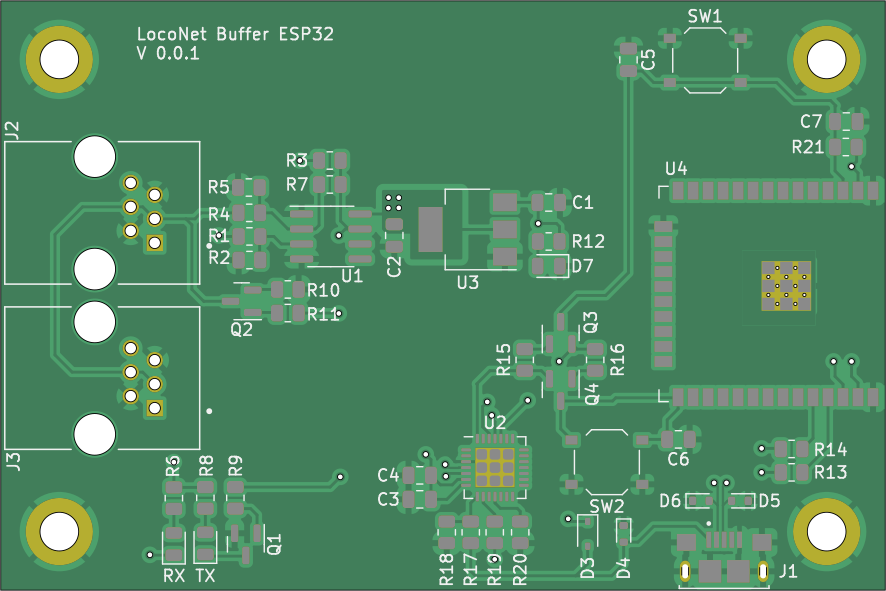 LocoNet Buffer ESP32
V 0.0.1
SW1
C5
C7
R21
J2
R3
R7
U4
R5
R4
R1
R2
U1
C2
C1
R12
D7
U3
R10
R11
Q2
Q3
R15
R16
Q4
U2
J3
R6
R8
R9
C4
C3
C6
R14
R13
SW2
D6
D5
Q1
RX
TX
R18
R17
R19
R20
D3
D4
J1